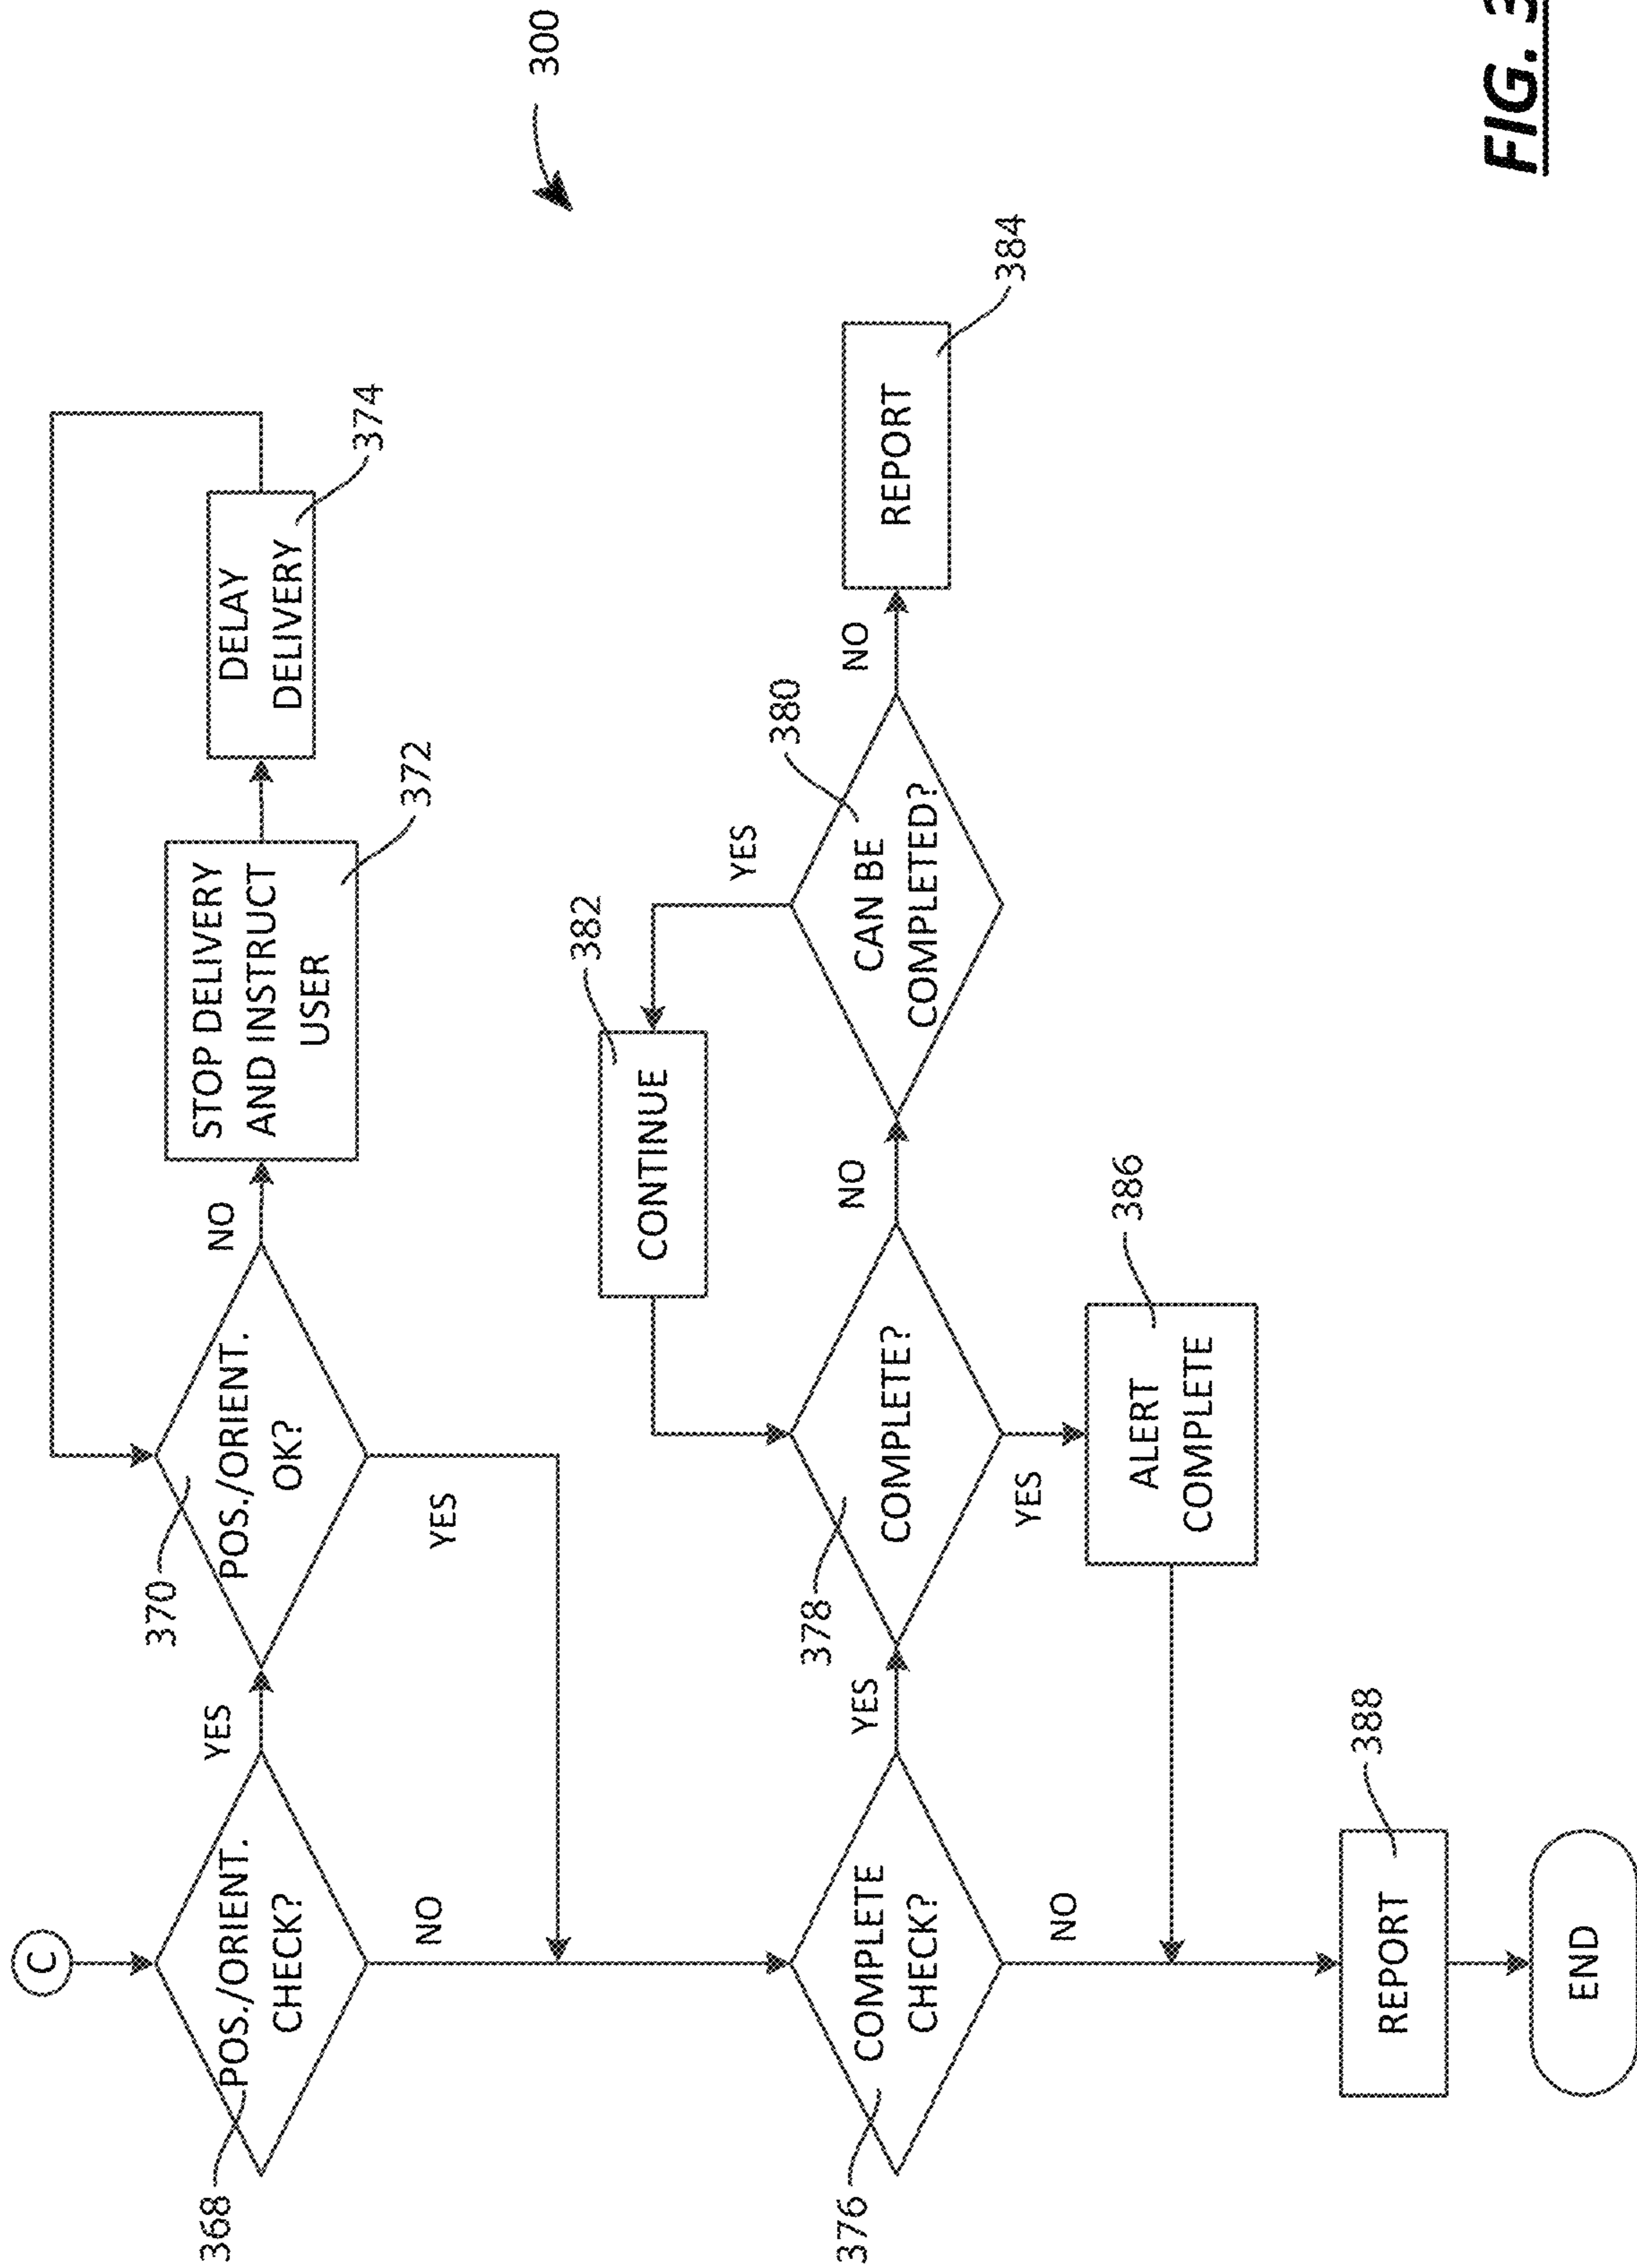 C
368
POS./ORIENT.
CHECK?
YES
NO
370
POS./ORIENT.
OK?
NO
YES
STOP DELIVERY
AND INSTRUCT
USER
372
DELAY
DELIVERY
374
300
376
COMPLETE
CHECK?
YES
NO
378
COMPLETE?
NO
YES
CONTINUE
382
CAN BE
COMPLETED?
380
YES
NO
REPORT
384
ALERT
COMPLETE
386
REPORT
388
END
FIG. 3